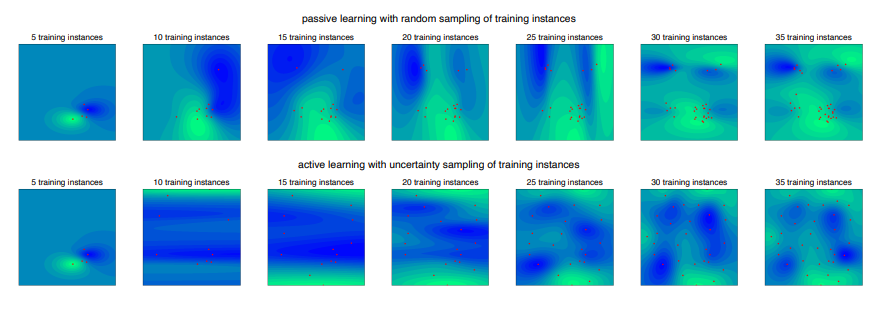 passive learning with random sampling of training instances
5 training instances
10 training instances
15 training instances
20 training instances
25 training instances
30 training instances
35 training instances
active learning with uncertainty sampling of training instances
5 training instances
10 training instances
15 training instances
20 training instances
25 training instances
30 training instances
35 training instances